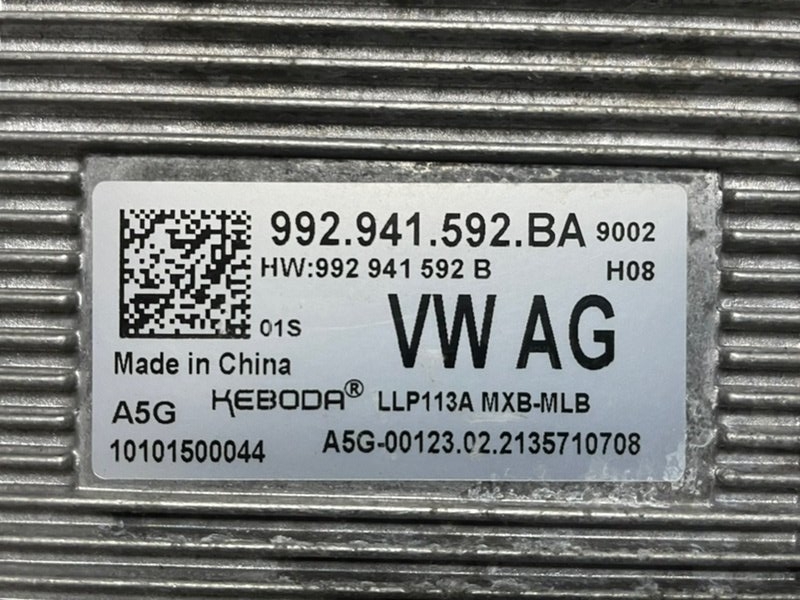 992.941.592.BA 9002
HW:992 941 592 B H08
01S VW AG
Made in China
A5G KEBODA® LLP113A MXB-MLB
10101500044 A5G-00123.02.2135710708